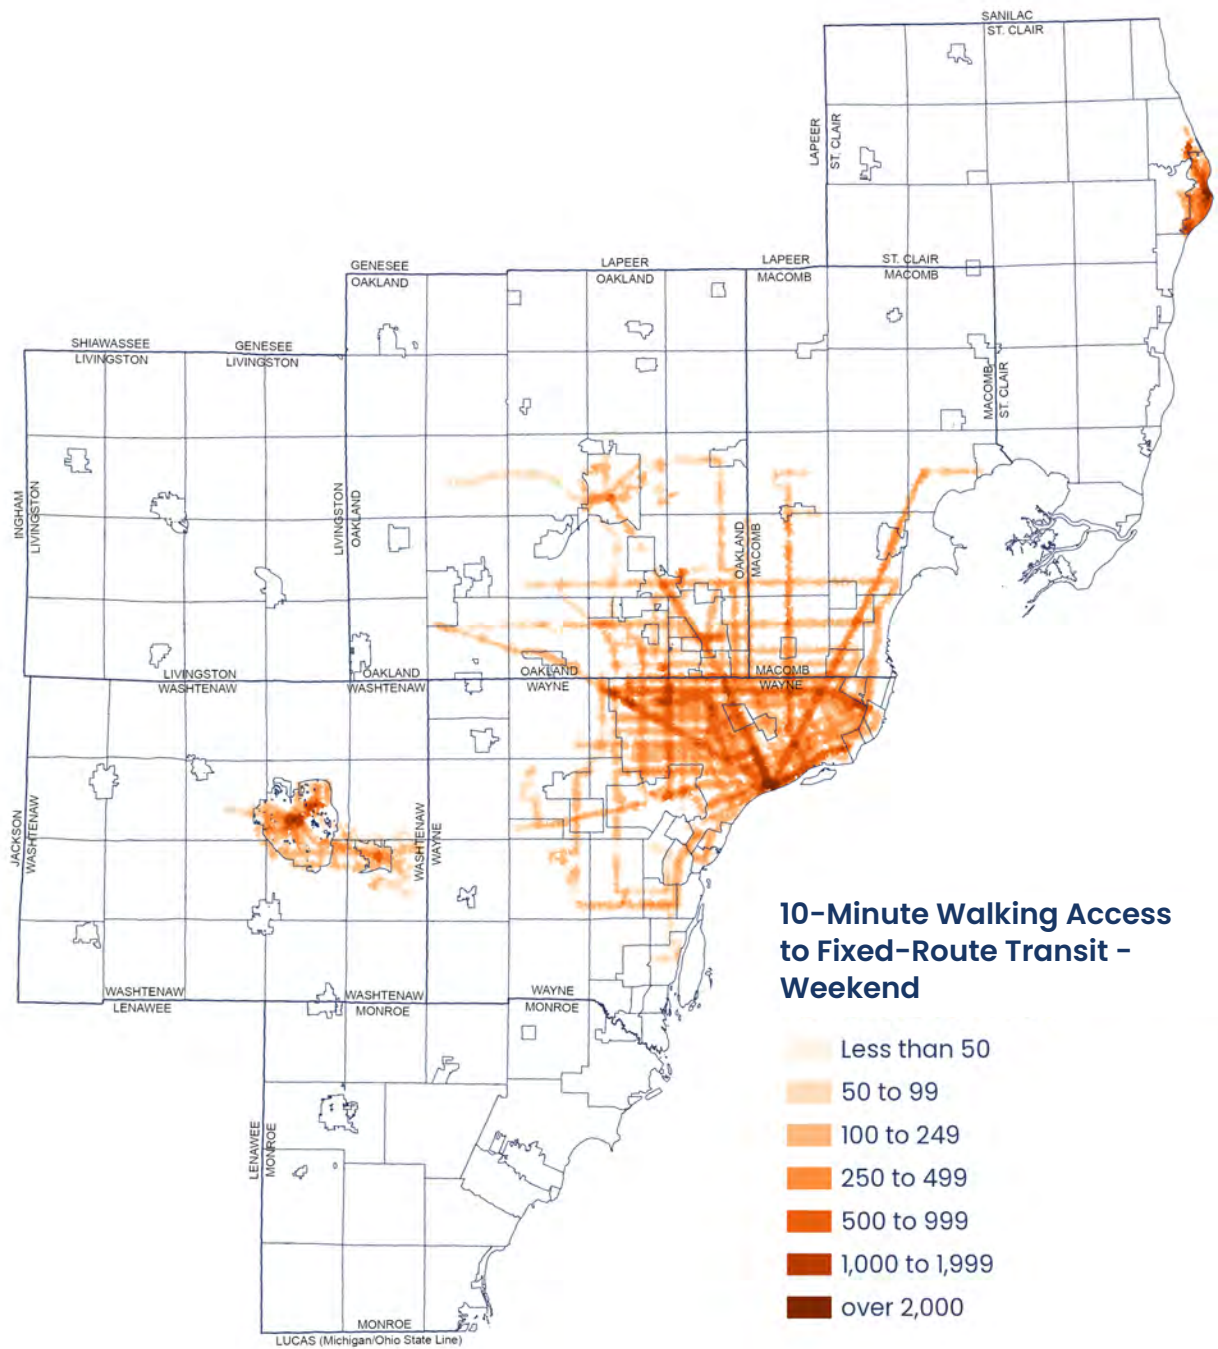 SANILAC
ST. CLAIR
LAPEER
ST. CLAIR
GENESEE
OAKLAND
LAPEER
OAKLAND
LAPEER
MACOMB
ST. CLAIR
MACOMB
SHIAWASSEE
LIVINGSTON
GENESEE
LIVINGSTON
MACOMB
ST. CLAIR
INGHAM
LIVINGSTON
LIVINGSTON
OAKLAND
OAKLAND
MACOMB
LIVINGSTON
WASHTENAW
OAKLAND
WASHTENAW
OAKLAND
WAYNE
MACOMB
WAYNE
JACKSON
WASHTENAW
WASHTENAW
WAYNE
WASHTENAW
LENAWEE
WASHTENAW
MONROE
WAYNE
MONROE
LENAWEE
MONROE
MONROE
LUCAS (Michigan/Ohio State Line)
10-Minute Walking Access
to Fixed-Route Transit -
Weekend
Less than 50
50 to 99
100 to 249
250 to 499
500 to 999
1,000 to 1,999
over 2,000